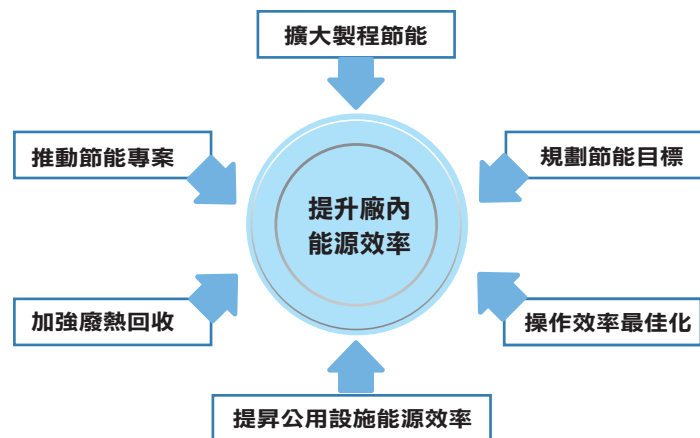 擴大製程節能
推動節能專案
規劃節能目標
提升廠內
能源效率
加強廢熱回收
操作效率最佳化
提昇公用設施能源效率